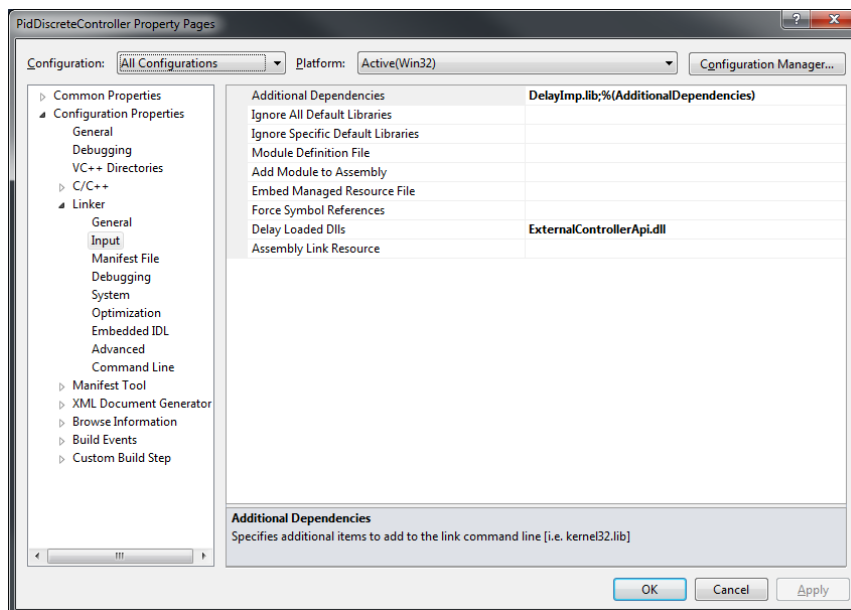 PidDiscreteController Property Pages
Configuration: All Configurations Platform: Active(Win32) Configuration Manager...
Common Properties
Configuration Properties
General
Debugging
VC++ Directories
C/C++
Linker
General
Input
Manifest File
Debugging
System
Optimization
Embedded IDL
Advanced
Command Line
Manifest Tool
XML Document Generator
Browse Information
Build Events
Custom Build Step
Additional Dependencies DelayImp.lib;%(AdditionalDependencies)
Ignore All Default Libraries
Ignore Specific Default Libraries
Module Definition File
Add Module to Assembly
Embed Managed Resource File
Force Symbol References
Delay Loaded Dlls ExternalControllerApi.dll
Assembly Link Resource
Additional Dependencies
Specifies additional items to add to the link command line [i.e. kernel32.lib]
OK Cancel Apply